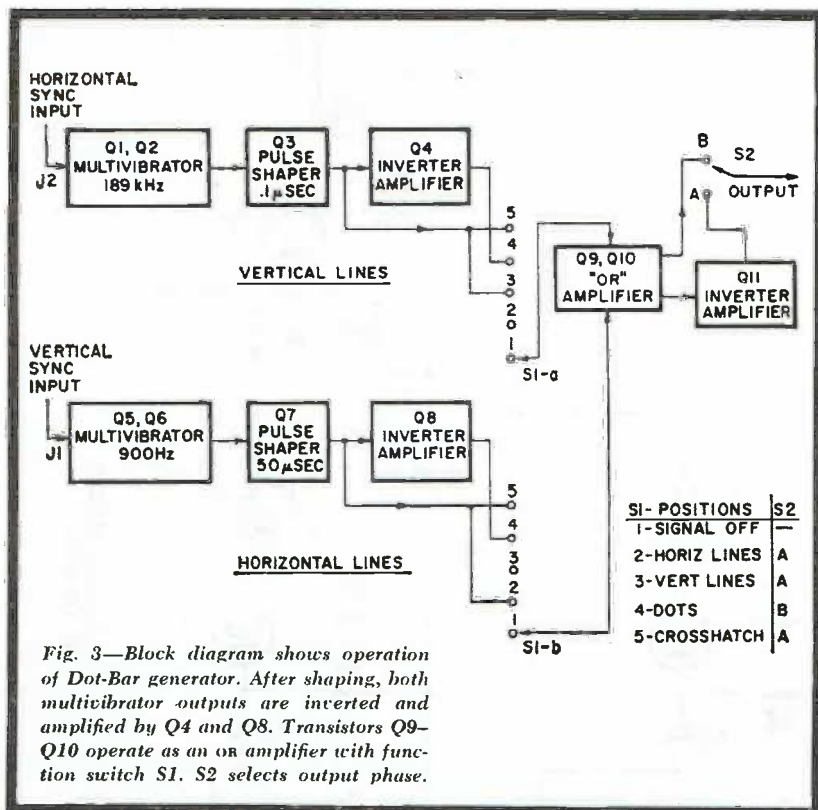 HORIZONTAL
SYNC
INPUT
J2
Q1, Q2
MULTIVIBRATOR
189 kHz
Q3
PULSE
SHAPER
.1µSEC
Q4
INVERTER
AMPLIFIER
5
4
3
2
1
S1-a
VERTICAL LINES
Q9, Q10
"OR"
AMPLIFIER
B
S2
OUTPUT
A
Q11
INVERTER
AMPLIFIER
VERTICAL
SYNC
INPUT
J1
Q5, Q6
MULTIVIBRATOR
900Hz
Q7
PULSE
SHAPER
50µSEC
Q8
INVERTER
AMPLIFIER
5
4
3
2
1
S1-b
HORIZONTAL LINES
S1- POSITIONS S2
1-SIGNAL OFF —
2-HORIZ LINES A
3-VERT LINES A
4-DOTS B
5-CROSSHATCH A
Fig. 3—Block diagram shows operation
of Dot-Bar generator. After shaping, both
multivibrator outputs are inverted and
amplified by Q4 and Q8. Transistors Q9–
Q10 operate as an OR amplifier with func-
tion switch S1. S2 selects output phase.